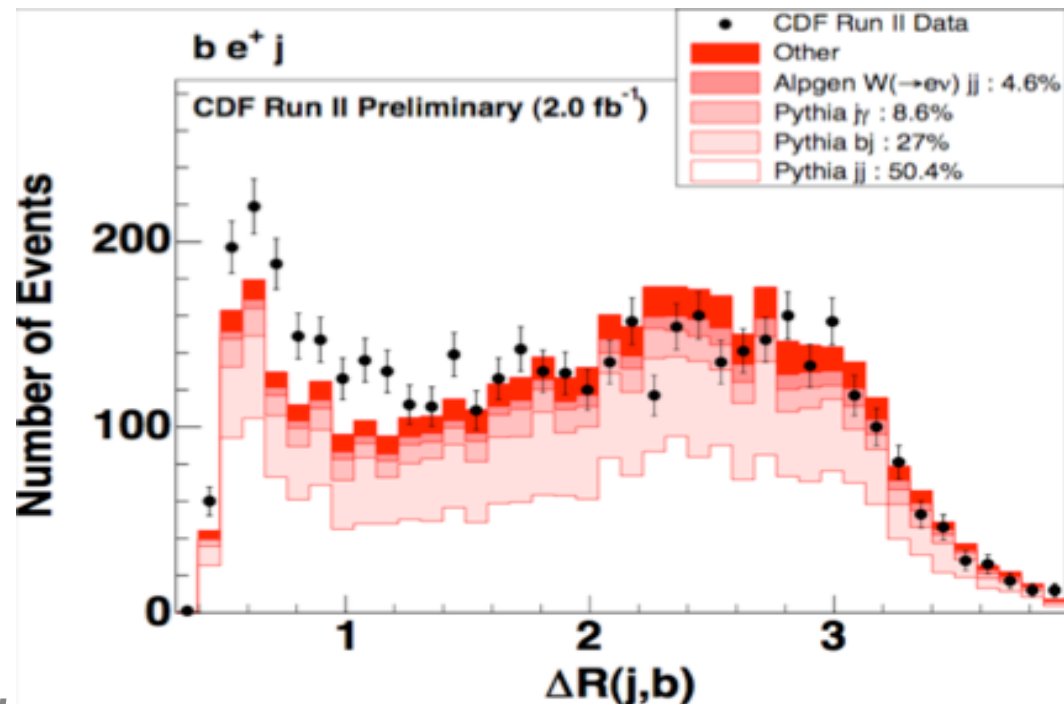 b e⁺ j
CDF Run II Preliminary (2.0 fb⁻¹)
CDF Run II Data
Other
Alpgen W(→eν) jj : 4.6%
Pythia jγ : 8.6%
Pythia bj : 27%
Pythia jj : 50.4%
Number of Events
200
100
0
1 2 3
ΔR(j,b)